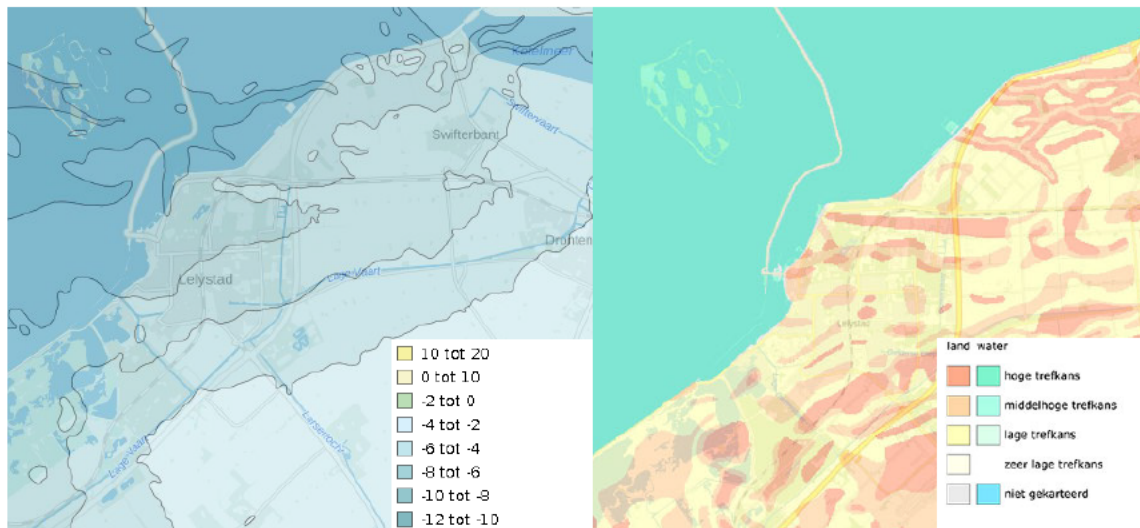 Ketelmeer
Swiftervaart
Swifterbant
Dronten
Lage Vaart
Lelystad
Larservaart
Lage Vaart
10 tot 20
0 tot 10
-2 tot 0
-4 tot -2
-6 tot -4
-8 tot -6
-10 tot -8
-12 tot -10
Lelystad
land water
hoge trefkans
middelhoge trefkans
lage trefkans
zeer lage trefkans
niet gekarteerd